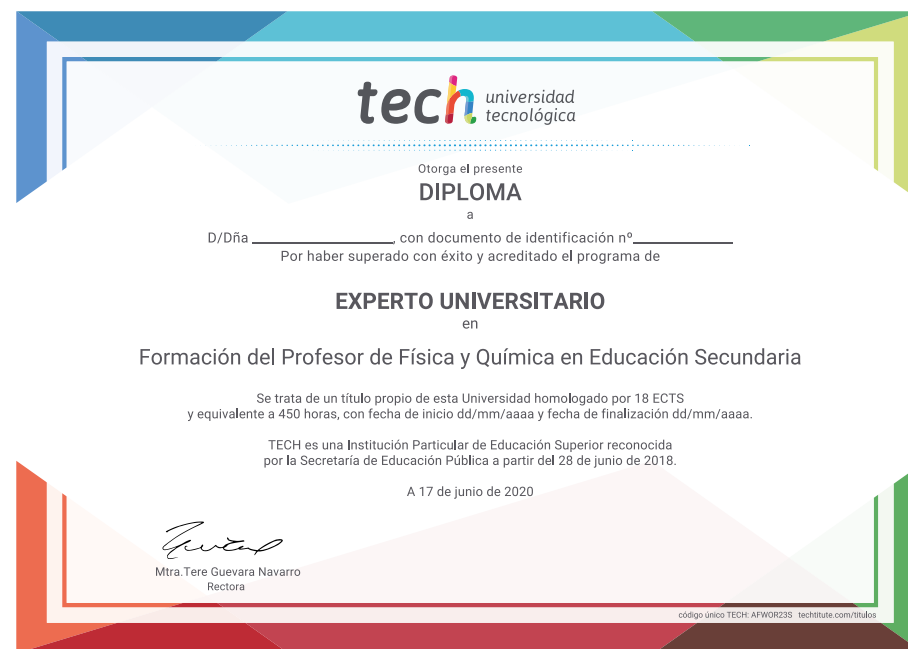 tech universidad
tecnológica
Otorga el presente
DIPLOMA
a
D/Dña ____________________, con documento de identificación nº______________
Por haber superado con éxito y acreditado el programa de
EXPERTO UNIVERSITARIO
en
Formación del Profesor de Física y Química en Educación Secundaria
Se trata de un título propio de esta Universidad homologado por 18 ECTS
y equivalente a 450 horas, con fecha de inicio dd/mm/aaaa y fecha de finalización dd/mm/aaaa.
TECH es una Institución Particular de Educación Superior reconocida
por la Secretaría de Educación Pública a partir del 28 de junio de 2018.
A 17 de junio de 2020
Mtra.Tere Guevara Navarro
Rectora
código único TECH: AFWOR23S techtitute.com/titulos